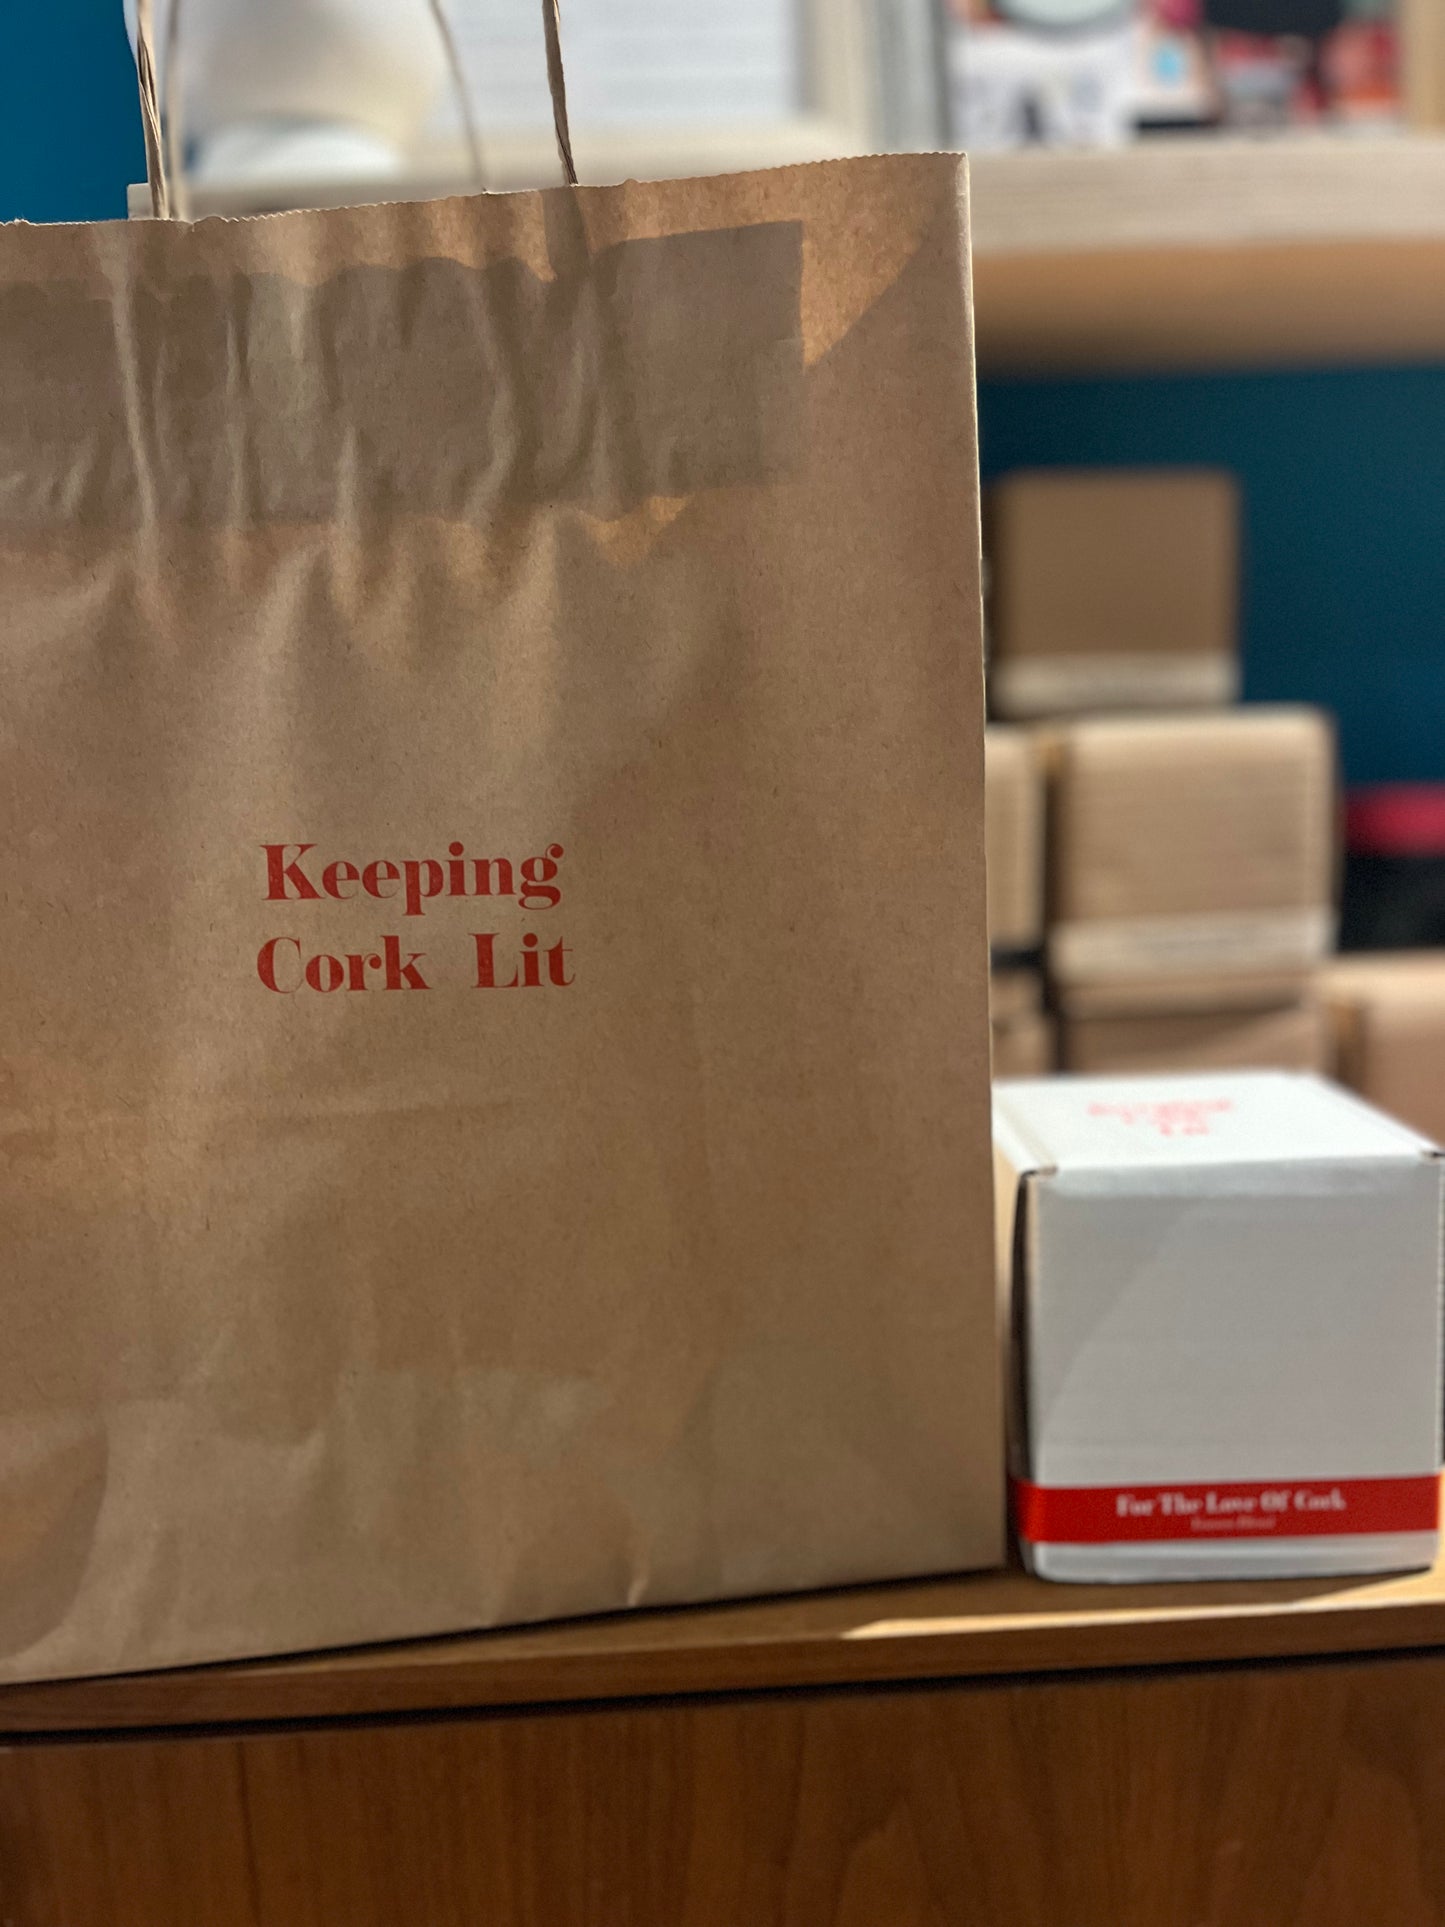 Keeping
Cork Lit
For The Love Of Cork